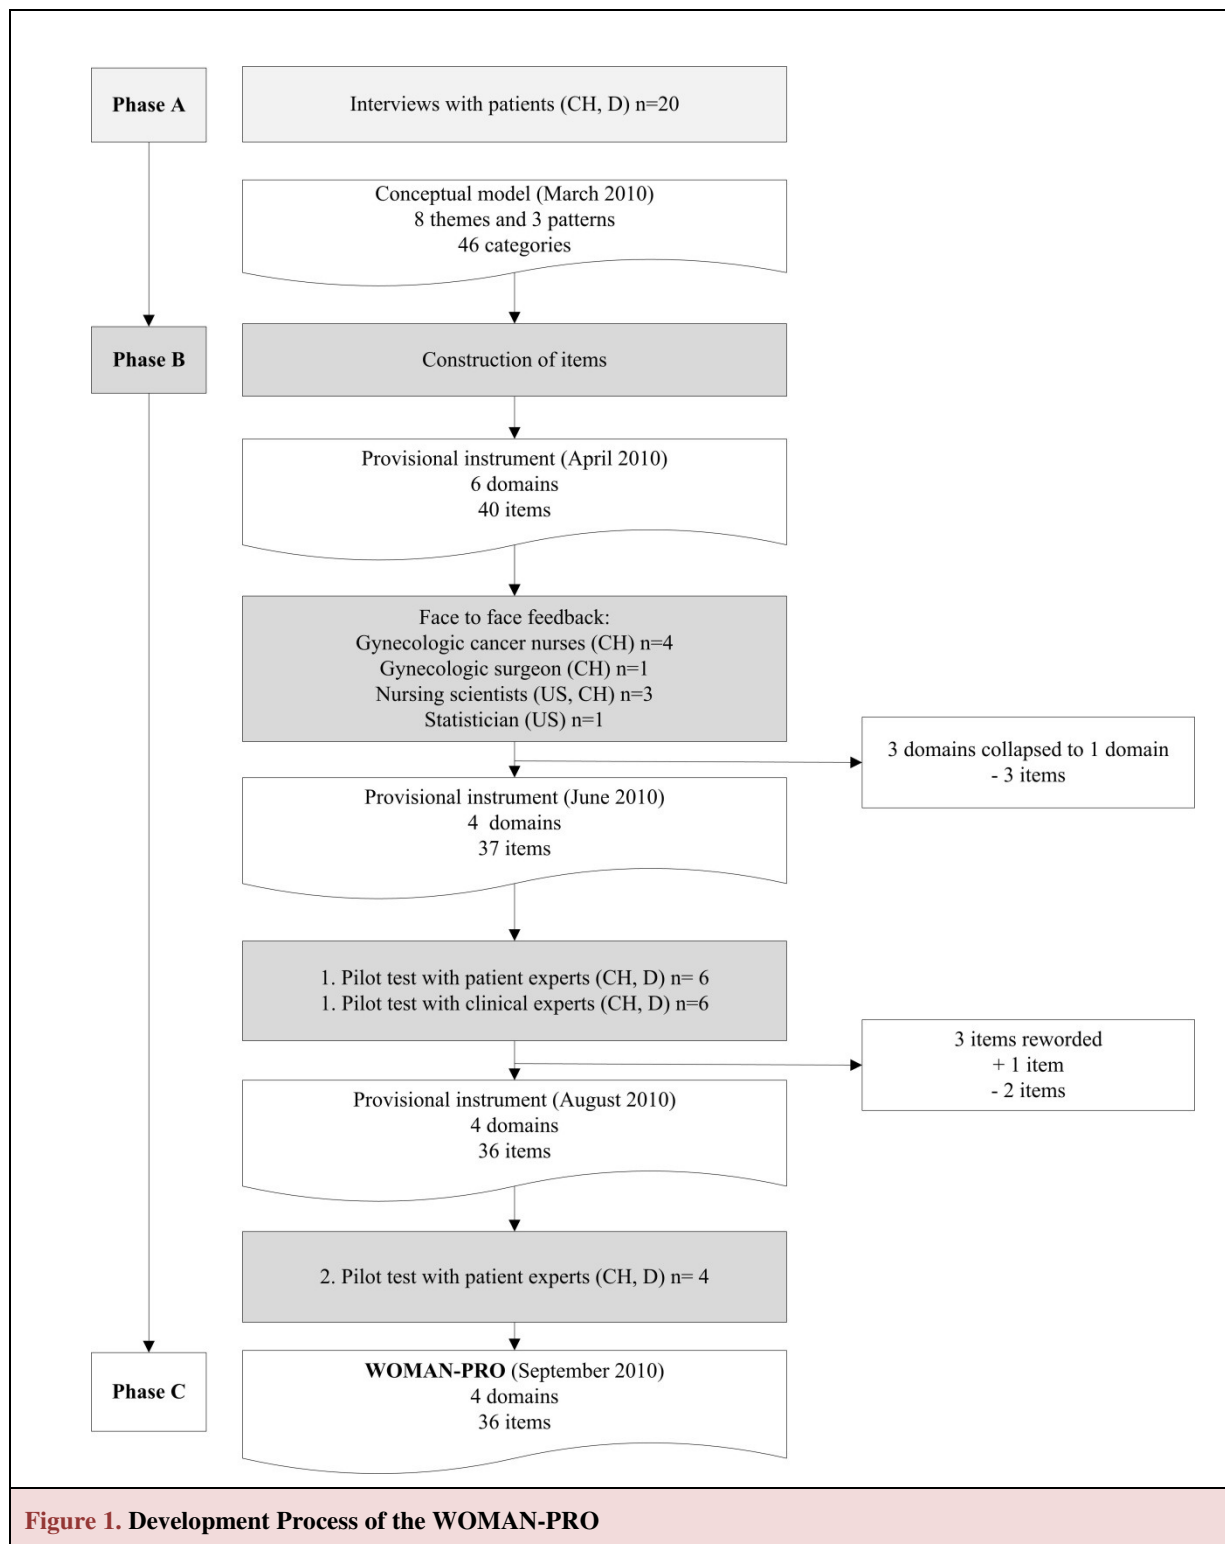 Phase A
Interviews with patients (CH, D) n=20
Conceptual model (March 2010)
8 themes and 3 patterns
46 categories
Phase B
Construction of items
Provisional instrument (April 2010)
6 domains
40 items
Face to face feedback:
Gynecologic cancer nurses (CH) n=4
Gynecologic surgeon (CH) n=1
Nursing scientists (US, CH) n=3
Statistician (US) n=1
3 domains collapsed to 1 domain
- 3 items
Provisional instrument (June 2010)
4  domains
37 items
1. Pilot test with patient experts (CH, D) n= 6
1. Pilot test with clinical experts (CH, D) n=6
3 items reworded
+ 1 item
- 2 items
Provisional instrument (August 2010)
4 domains
36 items
2. Pilot test with patient experts (CH, D) n= 4
Phase C
WOMAN-PRO (September 2010)
4 domains
36 items
Figure 1. Development Process of the WOMAN-PRO